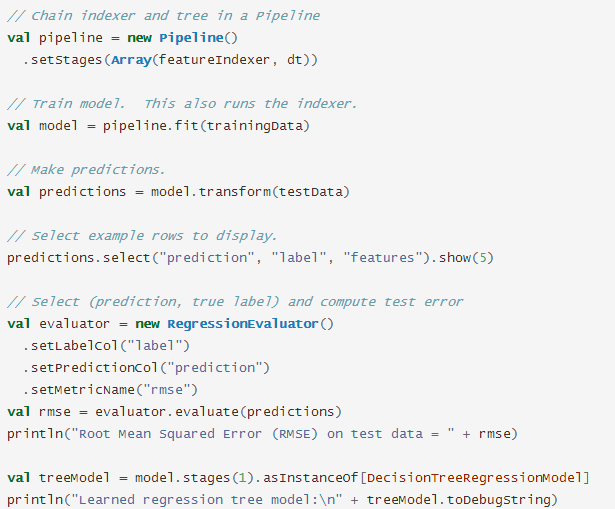 // Chain indexer and tree in a Pipeline
val pipeline = new Pipeline()
  .setStages(Array(featureIndexer, dt))

// Train model.  This also runs the indexer.
val model = pipeline.fit(trainingData)

// Make predictions.
val predictions = model.transform(testData)

// Select example rows to display.
predictions.select("prediction", "label", "features").show(5)

// Select (prediction, true label) and compute test error
val evaluator = new RegressionEvaluator()
  .setLabelCol("label")
  .setPredictionCol("prediction")
  .setMetricName("rmse")
val rmse = evaluator.evaluate(predictions)
println("Root Mean Squared Error (RMSE) on test data = " + rmse)

val treeModel = model.stages(1).asInstanceOf[DecisionTreeRegressionModel]
println("Learned regression tree model:\n" + treeModel.toDebugString)